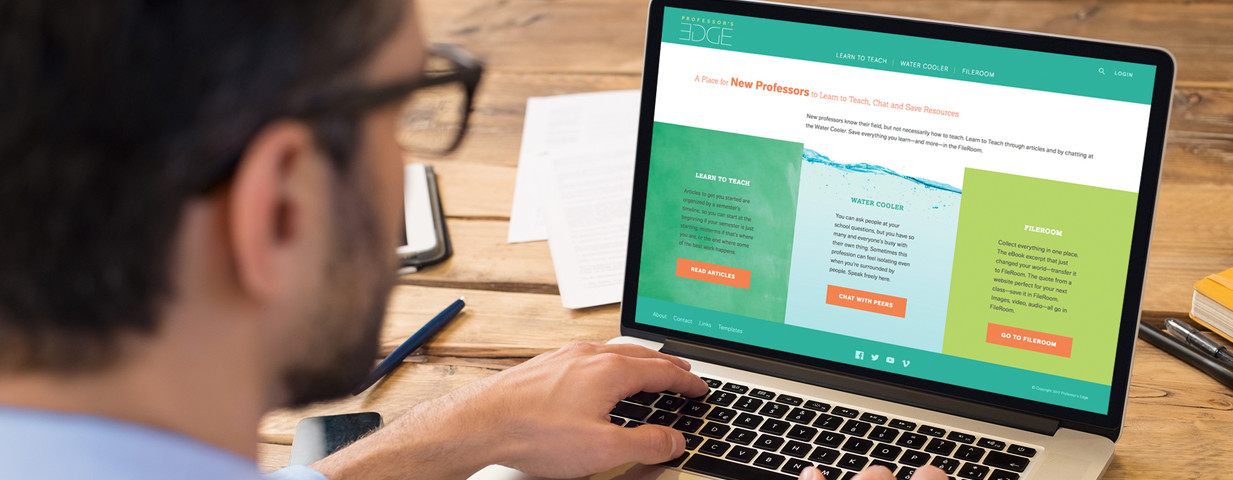 PROFESSOR'S
EDGE
LEARN TO TEACH | WATER COOLER | FILEROOM
LOGIN
A Place for New Professors to Learn to Teach, Chat and Save Resources
New professors know their field, but not necessarily how to teach. Learn to Teach through articles and by chatting at
the Water Cooler. Save everything you learn—and more—in the FileRoom.
LEARN TO TEACH
Articles to get you started are
organized by a semester's
timeline, so you can start at the
beginning if your semester is just
starting, midterms if that's where
you are, or the end where some
of the best work happens.
READ ARTICLES
WATER COOLER
You can ask people at your
school questions, but you have so
many and everyone's busy with
their own thing. Sometimes this
profession can feel isolating even
when you're surrounded by
people. Speak freely here.
CHAT WITH PEERS
FILEROOM
Collect everything in one place.
The eBook excerpt that just
changed your world—transfer it
to FileRoom. The quote from a
website perfect for your next
class—save it in FileRoom.
Images, video, audio—all go in
FileRoom.
GO TO FILEROOM
About Contact Links Templates
© Copyright 2017 Professor's Edge